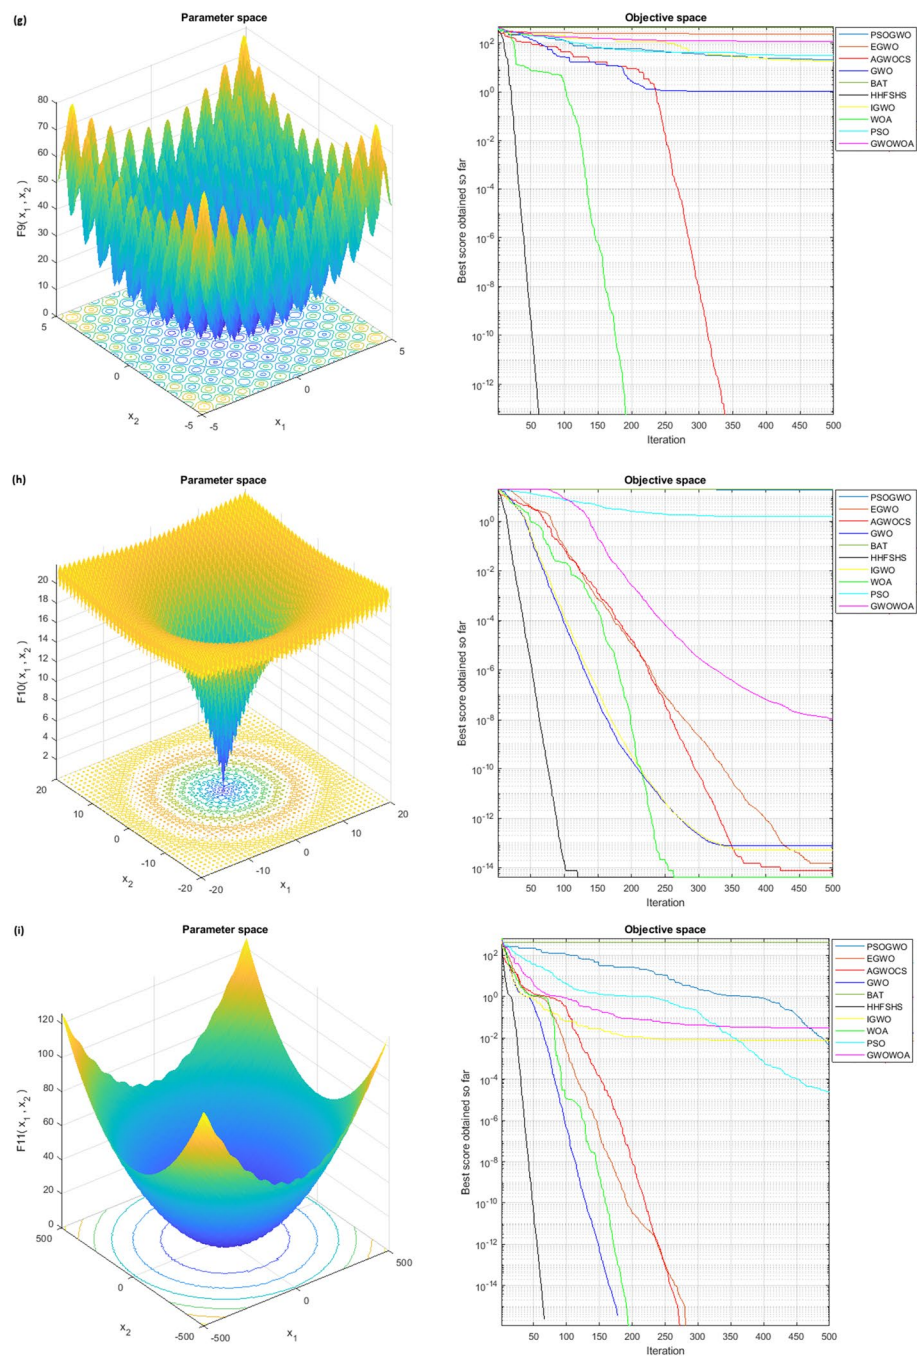 (g)
Parameter space
F9( x1 , x2 )
80
70
60
50
40
30
20
10
0
5
0
-5
x2
-5
0
5
x1
Objective space
Best score obtained so far
10^2
10^0
10^-2
10^-4
10^-6
10^-8
10^-10
10^-12
50
100
150
200
250
300
350
400
450
500
Iteration
PSOGWO
EGWO
AGWOCS
GWO
BAT
HHFSHS
IGWO
WOA
PSO
GWOWOA
(h)
Parameter space
F10( x1 , x2 )
20
18
16
14
12
10
8
6
4
2
20
10
0
-10
-20
x2
-20
-10
0
10
20
x1
Objective space
Best score obtained so far
10^0
10^-2
10^-4
10^-6
10^-8
10^-10
10^-12
10^-14
50
100
150
200
250
300
350
400
450
500
Iteration
PSOGWO
EGWO
AGWOCS
GWO
BAT
HHFSHS
IGWO
WOA
PSO
GWOWOA
(i)
Parameter space
F11( x1 , x2 )
120
100
80
60
40
20
0
500
0
-500
x2
-500
0
500
x1
Objective space
Best score obtained so far
10^2
10^0
10^-2
10^-4
10^-6
10^-8
10^-10
10^-12
10^-14
50
100
150
200
250
300
350
400
450
500
Iteration
PSOGWO
EGWO
AGWOCS
GWO
BAT
HHFSHS
IGWO
WOA
PSO
GWOWOA